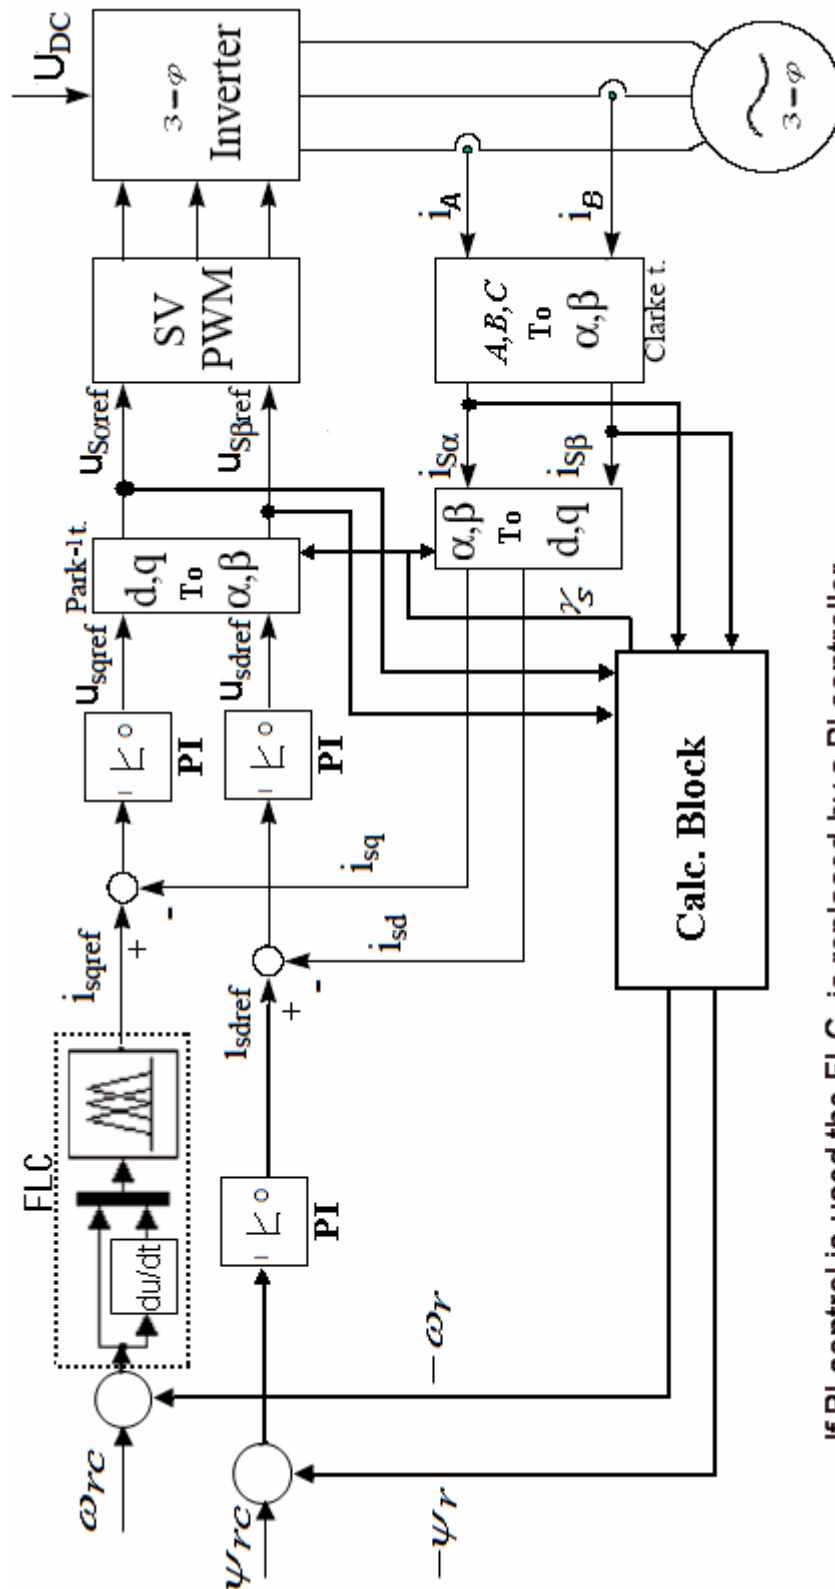 U_DC
3-φ
Inverter
SV
PWM
u_Sαref
u_Sβref
Park-1 t.
d,q
To
α,β
u_sqref
u_sdref
PI
PI
i_sqref
+
-
i_sdref
+
-
i_sq
i_sd
FLC
du/dt
PI
ω_rc
ψ_rc
-ω_r
-ψ_r
i_A
i_B
A,B,C
To
α,β
Clarke t.
i_Sα
i_Sβ
α,β
To
d,q
γ_s
Calc. Block
3-φ
If PI control is used the FLC is replaced by a PI controller